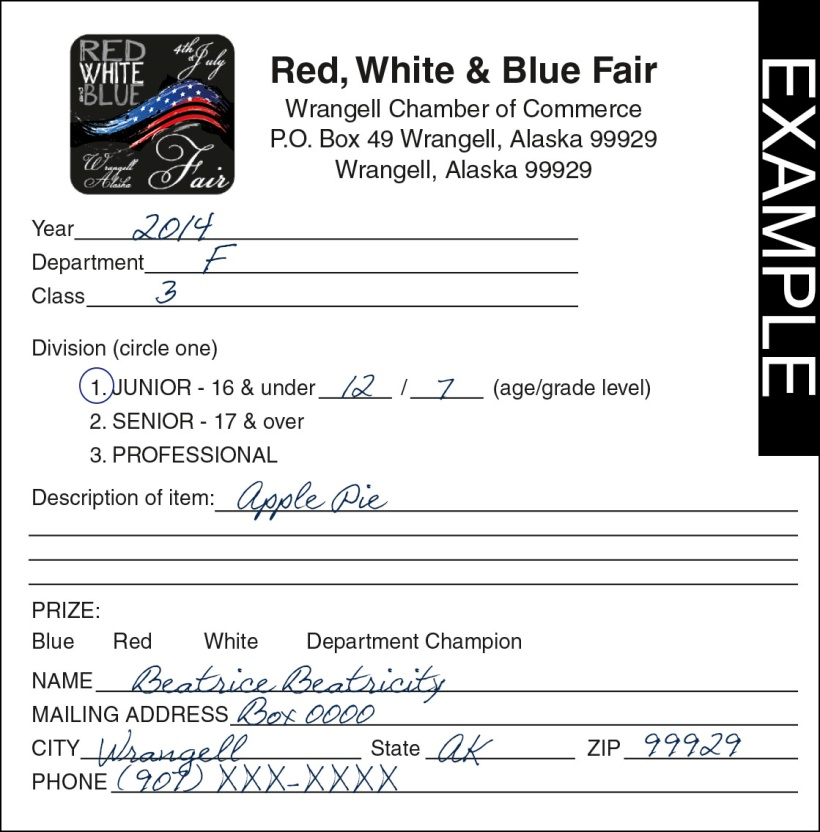 RED WHITE and BLUE
4th of July
Wrangell Alaska
Fair
Red, White & Blue Fair
Wrangell Chamber of Commerce
P.O. Box 49 Wrangell, Alaska 99929
Wrangell, Alaska 99929
EXAMPLE
Year 2014
Department F
Class 3
Division (circle one)
1. JUNIOR - 16 & under 12 / 7 (age/grade level)
2. SENIOR - 17 & over
3. PROFESSIONAL
Description of item: Apple Pie
PRIZE:
Blue Red White Department Champion
NAME Beatrice Beatricity
MAILING ADDRESS Box 0000
CITY Wrangell State AK ZIP 99929
PHONE (907) XXX-XXXX